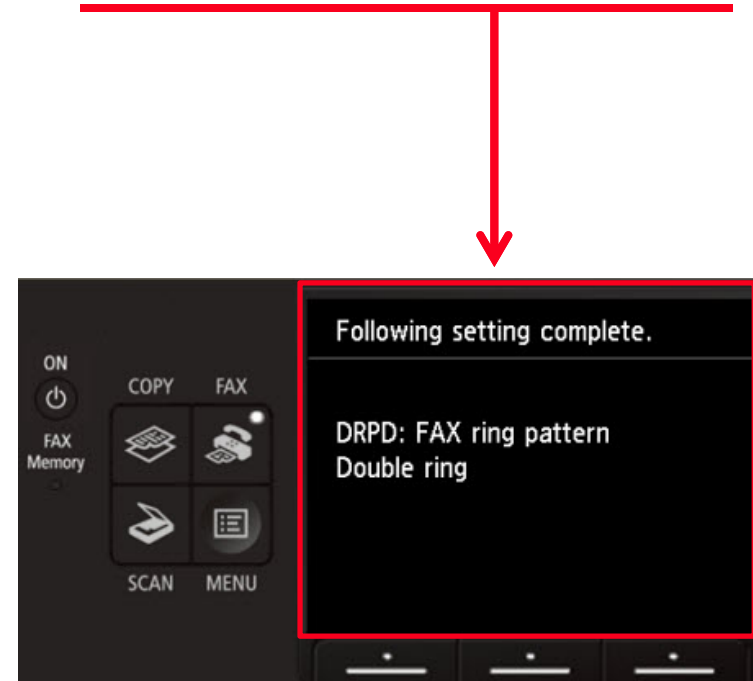 Following setting complete.
ON
COPY FAX
FAX
Memory
DRPD: FAX ring pattern
Double ring
SCAN MENU